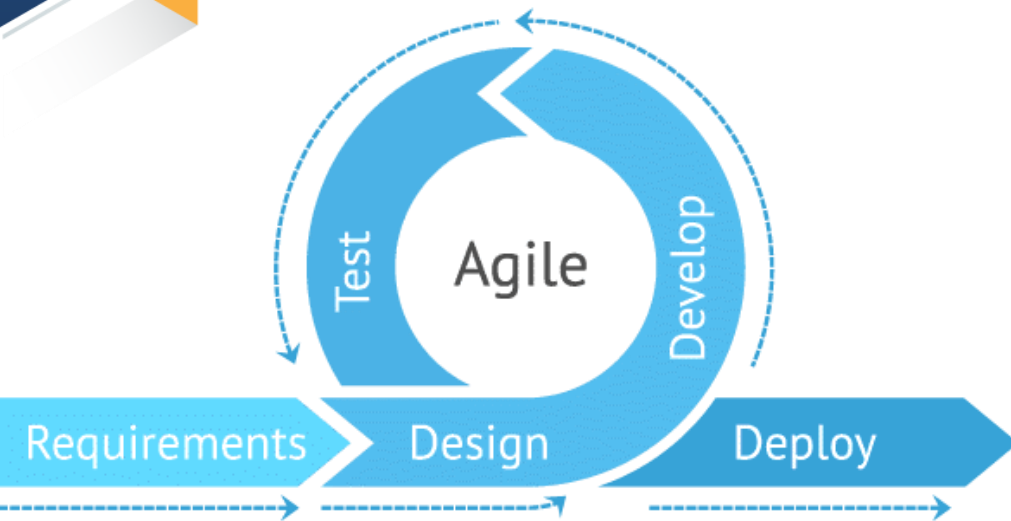 Agile
Test
Develop
Requirements
Design
Deploy